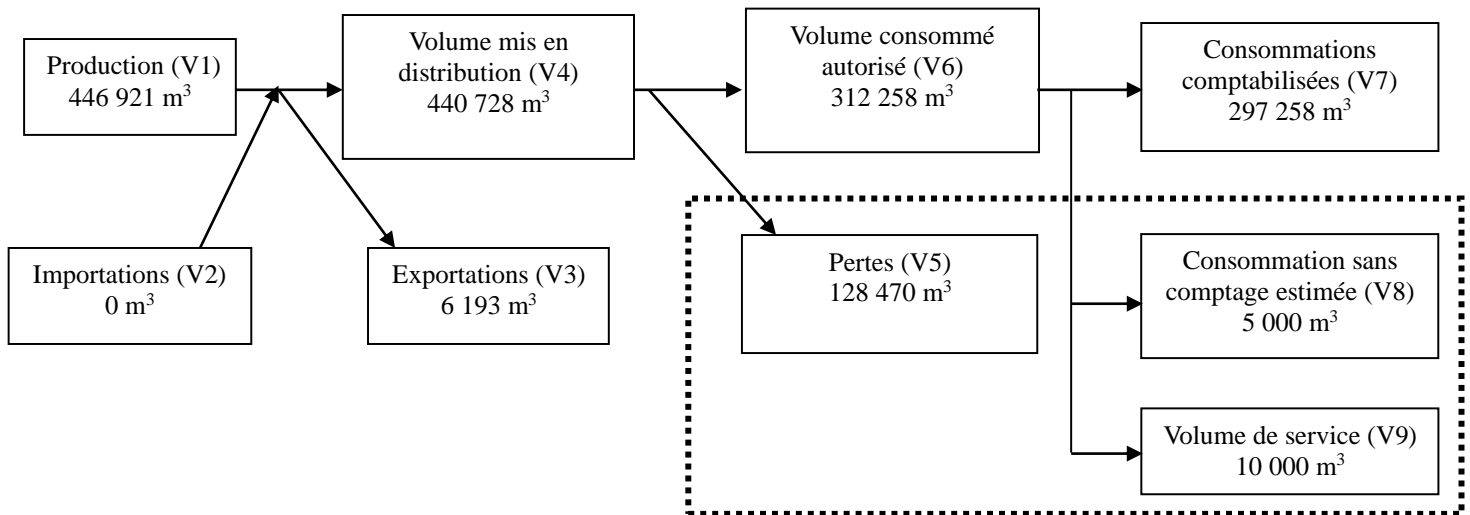 Production (V1)
446 921 m³
Volume mis en
distribution (V4)
440 728 m³
Volume consommé
autorisé (V6)
312 258 m³
Consommations
comptabilisées (V7)
297 258 m³
Importations (V2)
0 m³
Exportations (V3)
6 193 m³
Pertes (V5)
128 470 m³
Consommation sans
comptage estimée (V8)
5 000 m³
Volume de service (V9)
10 000 m³